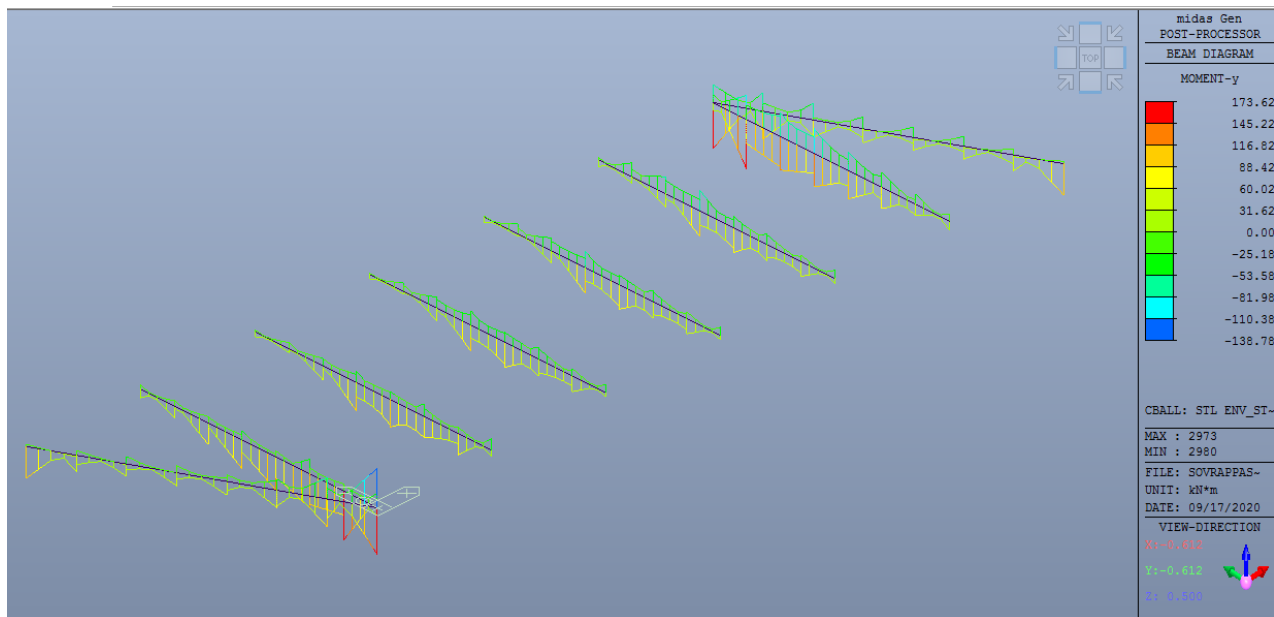 TOP
midas Gen
POST-PROCESSOR
BEAM DIAGRAM
MOMENT-y
173.62
145.22
116.82
88.42
60.02
31.62
0.00
-25.18
-53.58
-81.98
-110.38
-138.78
CBALL: STL ENV_ST~
MAX : 2973
MIN : 2980
FILE: SOVRAPPAS~
UNIT: kN*m
DATE: 09/17/2020
VIEW-DIRECTION
X:-0.612
Y:-0.612
Z: 0.500